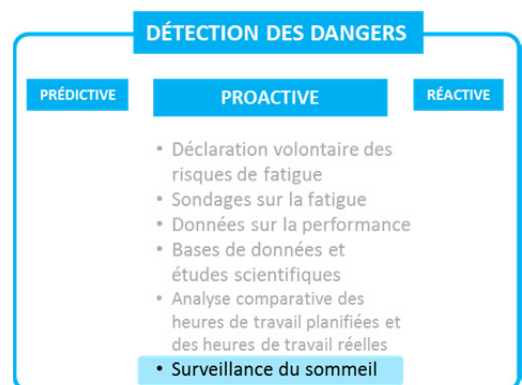 DÉTECTION DES DANGERS
PRÉDICTIVE
PROACTIVE
RÉACTIVE
• Déclaration volontaire des
risques de fatigue
• Sondages sur la fatigue
• Données sur la performance
• Bases de données et
études scientifiques
• Analyse comparative des
heures de travail planifiées et
des heures de travail réelles
• Surveillance du sommeil